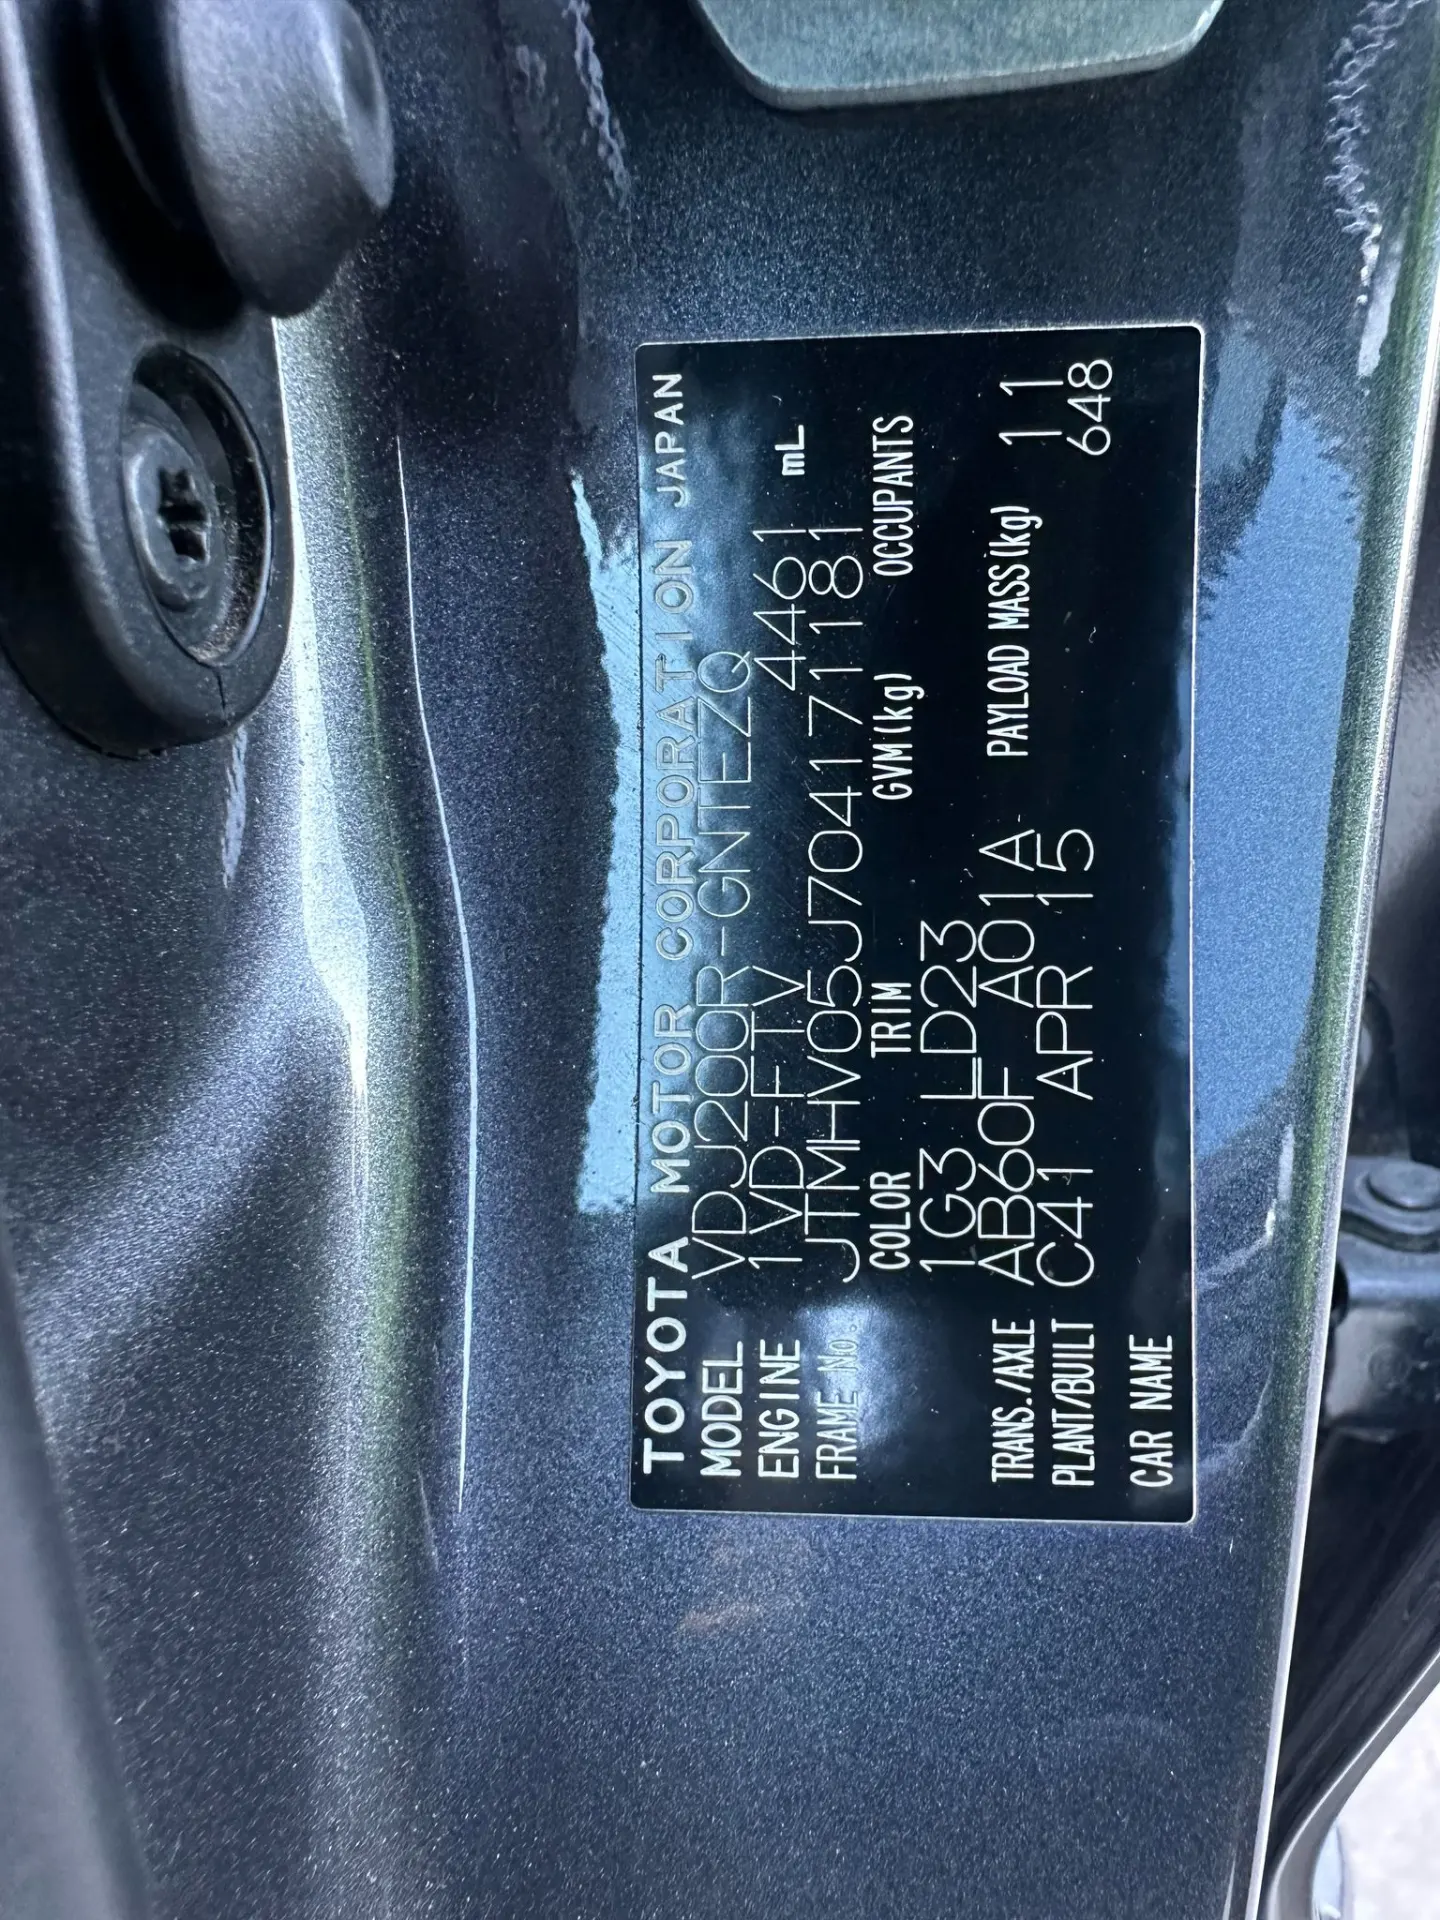 TOYOTA MOTOR CORPORATION JAPAN
MODEL VDJ200R-GNTEZQ
ENGINE 1VD-FTV 4461 mL
FRAME No. JTMHV05J704171181
COLOR TRIM GVM(kg) OCCUPANTS
1G3 LD23
TRANS./AXLE AB60F A01A PAYLOAD MASS(kg) 11
PLANT/BUILT C41 APR 15 648
CAR NAME